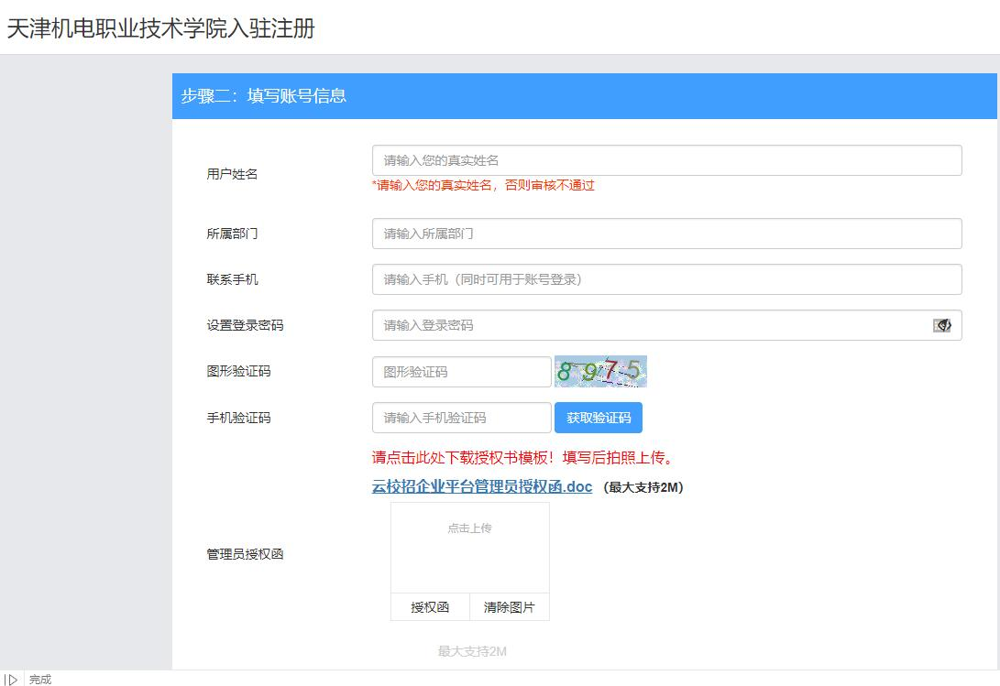 天津机电职业技术学院入驻注册
步骤二：填写账号信息
用户姓名
请输入您的真实姓名
*请输入您的真实姓名，否则审核不通过
所属部门
请输入所属部门
联系手机
请输入手机（同时可用于账号登录）
设置登录密码
请输入登录密码
图形验证码
图形验证码
8975
手机验证码
请输入手机验证码
获取验证码
请点击此处下载授权书模板！填写后拍照上传。
云校招企业平台管理员授权函.doc （最大支持2M）
点击上传
管理员授权函
授权函
清除图片
最大支持2M
完成